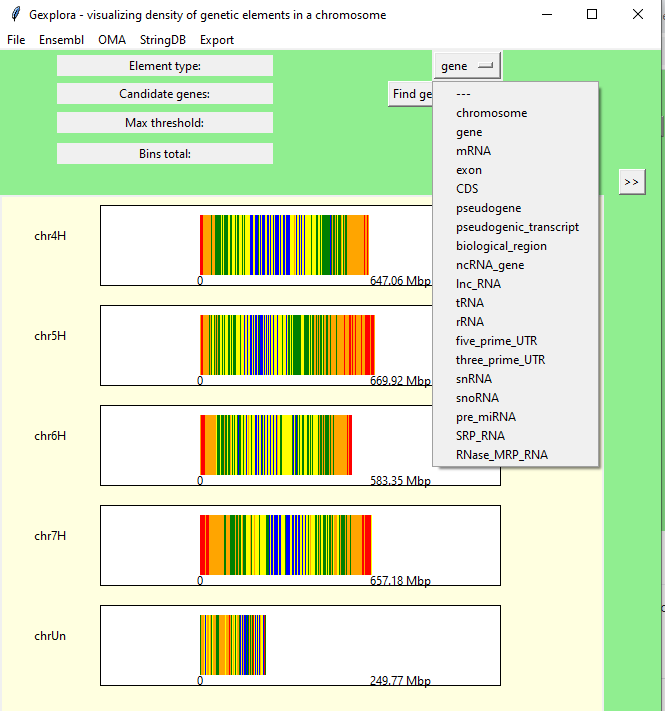 Gexplora - visualizing density of genetic elements in a chromosome
File Ensembl OMA StringDB Export
Element type: gene
Candidate genes: Find
Max threshold:
Bins total:
>>
---
chromosome
gene
mRNA
exon
CDS
pseudogene
pseudogenic_transcript
biological_region
ncRNA_gene
lnc_RNA
tRNA
rRNA
five_prime_UTR
three_prime_UTR
snRNA
snoRNA
pre_miRNA
SRP_RNA
RNase_MRP_RNA
chr4H
0 647.06 Mbp
chr5H
0 669.92 Mbp
chr6H
0 583.35 Mbp
chr7H
0 657.18 Mbp
chrUn
0 249.77 Mbp